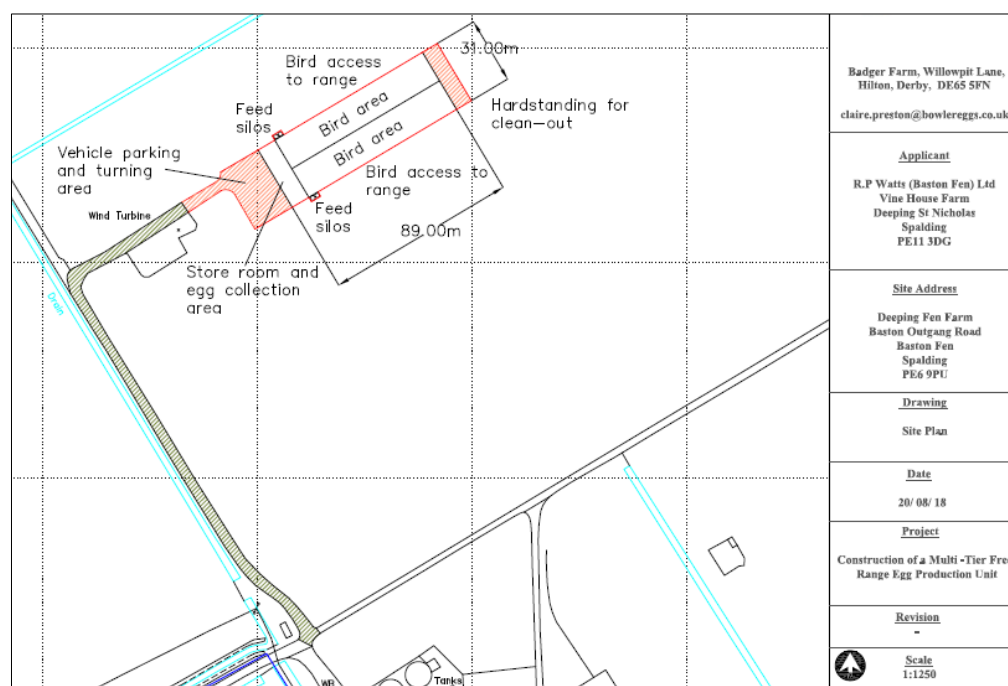 31.00m
Bird access
to range
Feed
silos
Bird area
Bird area
Hardstanding for
clean-out
Vehicle parking
and turning
area
Bird access to
range
Wind Turbine
Feed
silos
89.00m
Store room and
egg collection
area
Drain
WR
Tanks
Badger Farm, Willowpit Lane,
Hilton, Derby, DE65 5FN
claire.preston@bowlereggs.co.uk
Applicant
R.P Watts (Baston Fen) Ltd
Vine House Farm
Deeping St Nicholas
Spalding
PE11 3DG
Site Address
Deeping Fen Farm
Baston Outgang Road
Baston Fen
Spalding
PE6 9PU
Drawing
Site Plan
Date
20/ 08/ 18
Project
Construction of a Multi -Tier Free
Range Egg Production Unit
Revision
-
Scale
1:1250